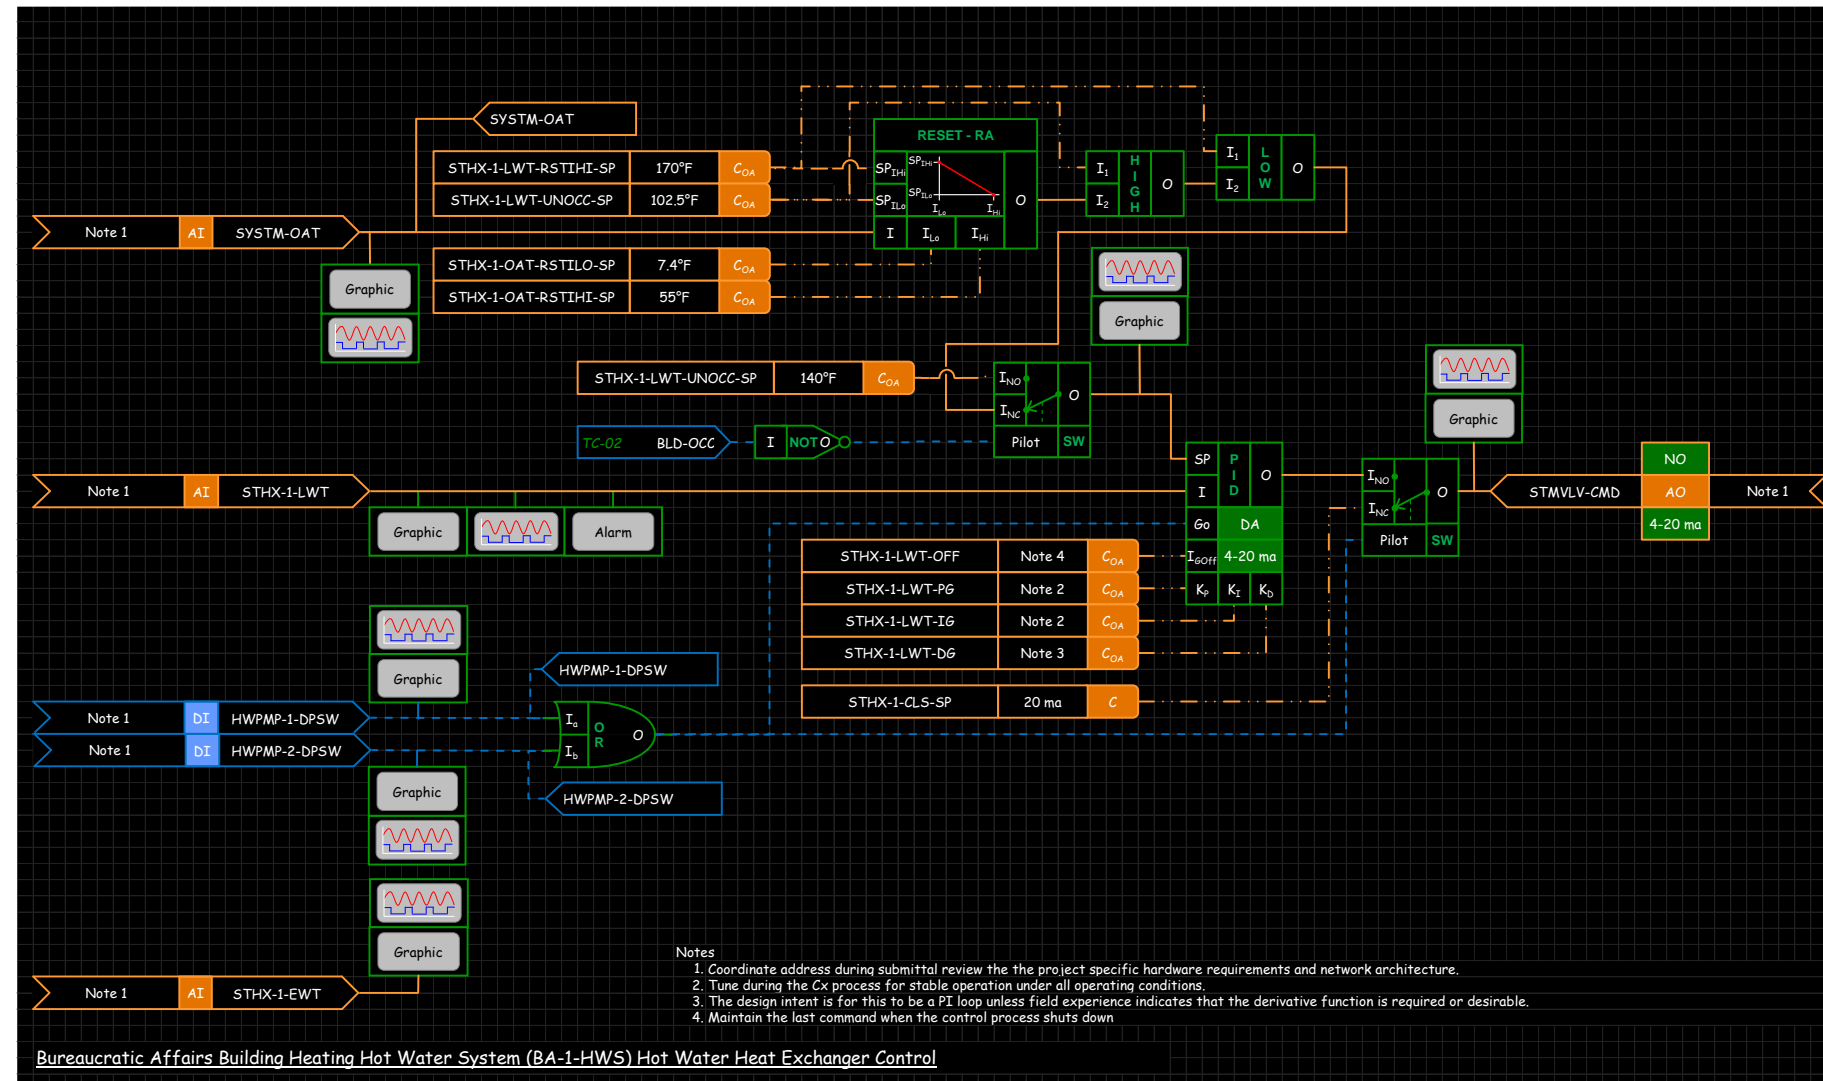 SYSTM-OAT
RESET - RA
STHX-1-LWT-RSTIHI-SP 170°F COA
SPIHi SPIHi
I1 HIGH O
I1 LOW O
I2
STHX-1-LWT-UNOCC-SP 102.5°F COA
SPILo SPILo ILo IHi O
I2
Note 1 AI SYSTM-OAT
I ILo IHi
STHX-1-OAT-RSTILO-SP 7.4°F COA
STHX-1-OAT-RSTIHI-SP 55°F COA
Graphic
Graphic
STHX-1-LWT-UNOCC-SP 140°F COA
INO O
INC
TC-02 BLD-OCC
I NOT O
Pilot SW
Graphic
Note 1 AI STHX-1-LWT
SP PID O
I
INO O
INC
NO
STMVLV-CMD AO Note 1
4-20 ma
Graphic Alarm
Go DA
Pilot SW
STHX-1-LWT-OFF Note 4 COA
IGOff 4-20 ma
STHX-1-LWT-PG Note 2 COA
KP KI KD
STHX-1-LWT-IG Note 2 COA
STHX-1-LWT-DG Note 3 COA
STHX-1-CLS-SP 20 ma C
Graphic
HWPMP-1-DPSW
Note 1 DI HWPMP-1-DPSW
Ia OR O
Note 1 DI HWPMP-2-DPSW
Ib
Graphic
HWPMP-2-DPSW
Graphic
Note 1 AI STHX-1-EWT
Notes
1. Coordinate address during submittal review the the project specific hardware requirements and network architecture.
2. Tune during the Cx process for stable operation under all operating conditions.
3. The design intent is for this to be a PI loop unless field experience indicates that the derivative function is required or desirable.
4. Maintain the last command when the control process shuts down
Bureaucratic Affairs Building Heating Hot Water System (BA-1-HWS) Hot Water Heat Exchanger Control